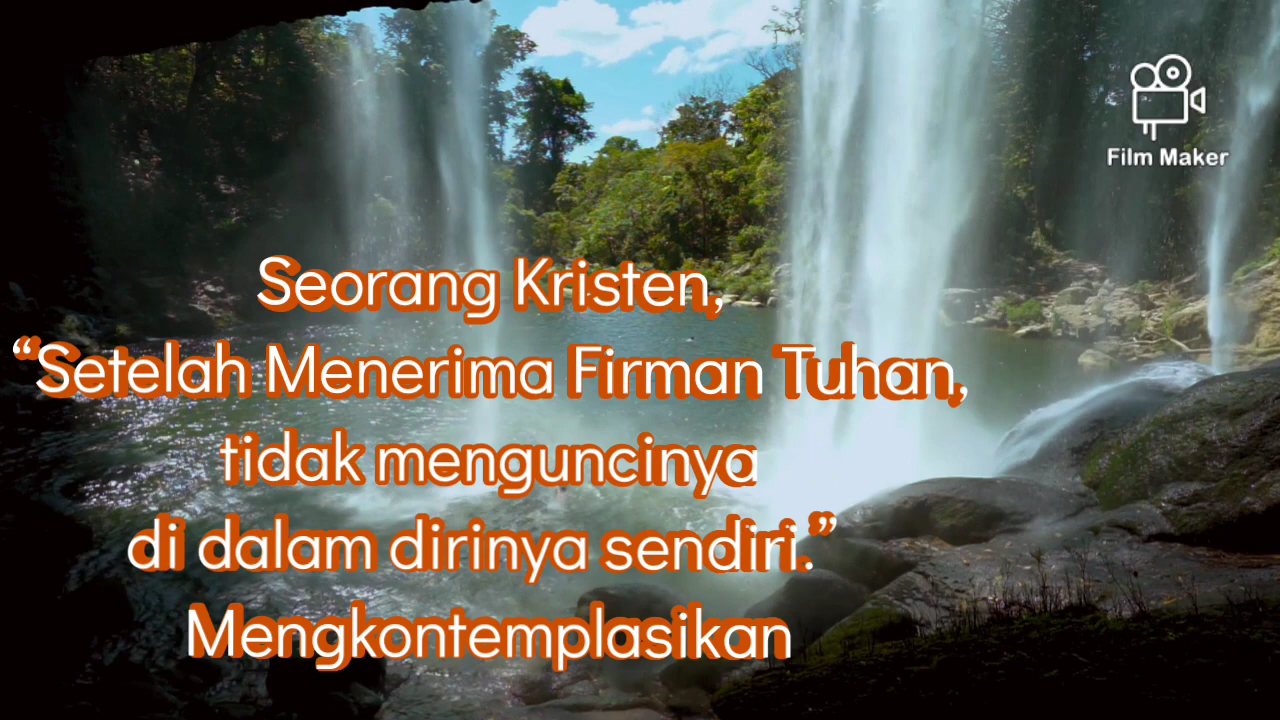 Film Maker
Seorang Kristen,
“Setelah Menerima Firman Tuhan,
tidak menguncinya
di dalam dirinya sendiri.”
Mengkontemplasikan